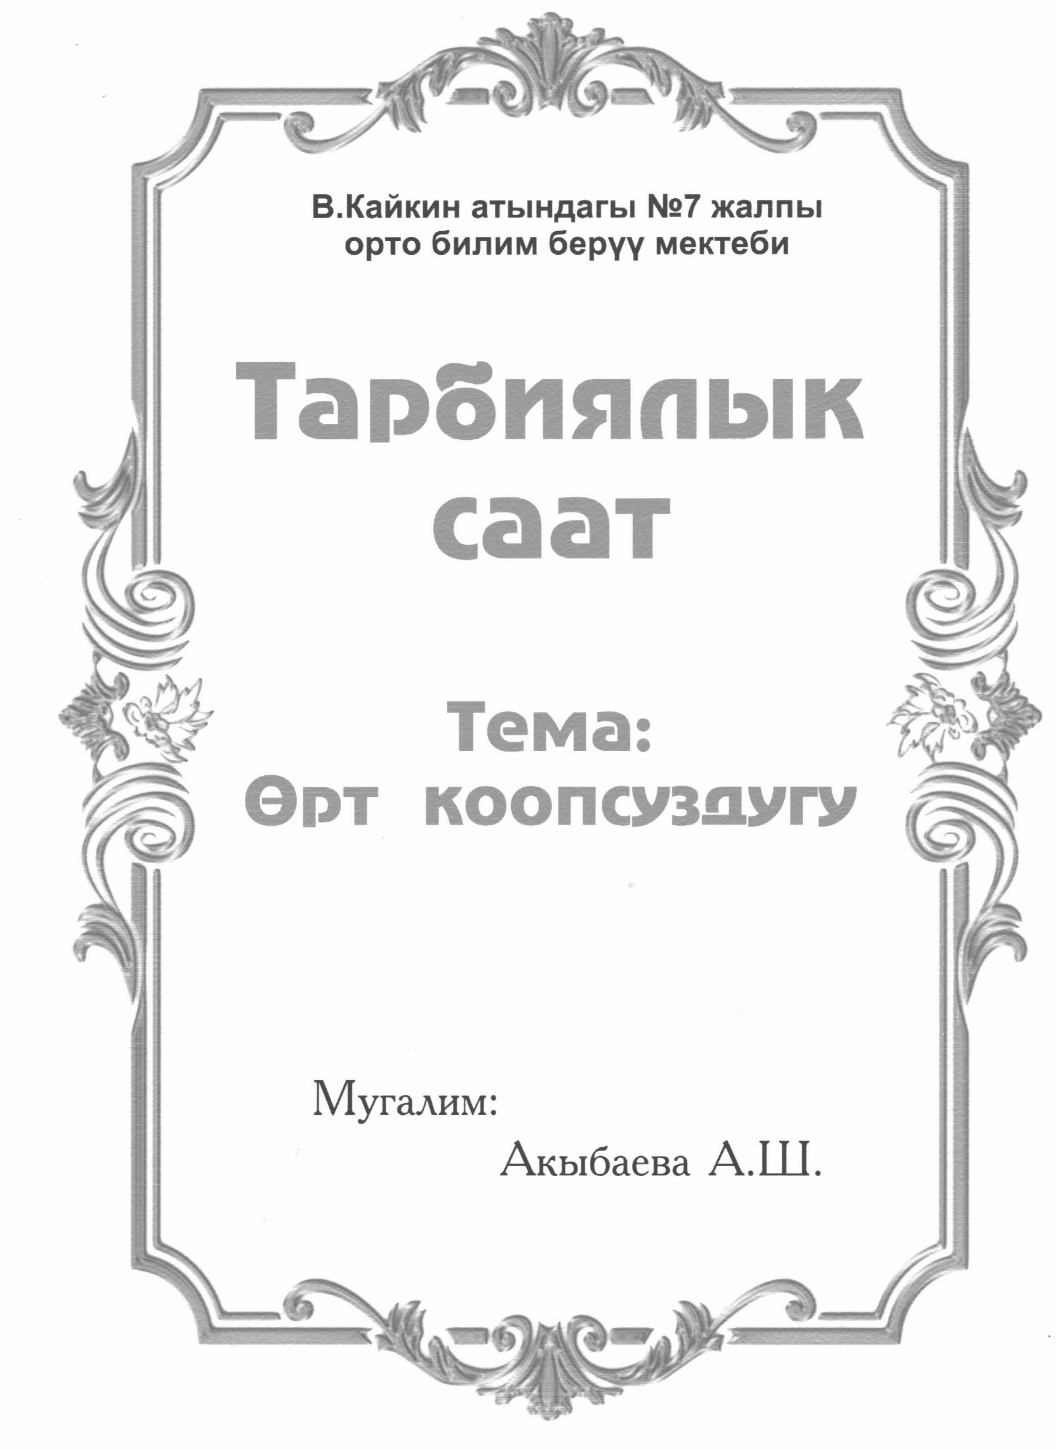 В.Кайкин атындагы №7 жалпы
орто билим берүү мектеби
Тарбиялык
саат
Тема:
Өрт коопсуздугу
Мугалим:
Акыбаева А.Ш.